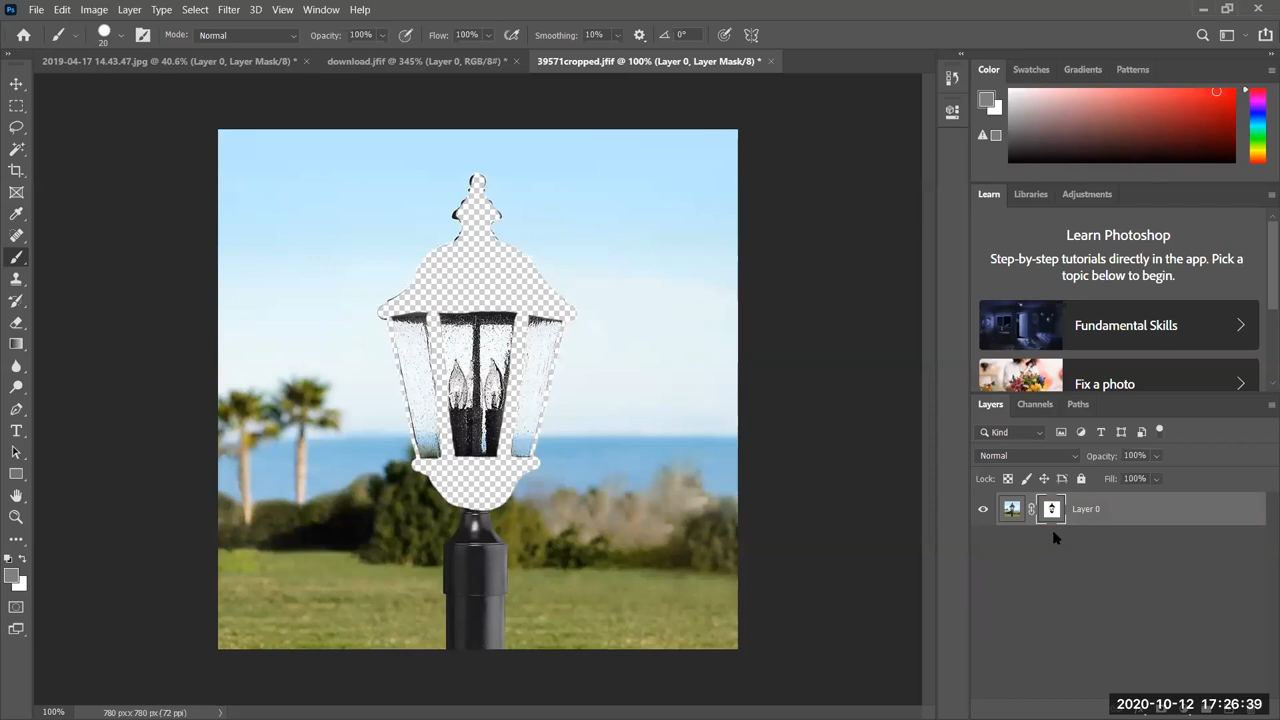 Ps File Edit Image Layer Type Select Filter 3D View Window Help
20 Mode: Normal Opacity: 100% Flow: 100% Smoothing: 10% 0°
2019-04-17 14.43.47.jpg @ 40.6% (Layer 0, Layer Mask/8) * × download.jfif @ 345% (Layer 0, RGB/8#) * × 39571cropped.jfif @ 100% (Layer 0, Layer Mask/8) * ×
Color Swatches Gradients Patterns
Learn Libraries Adjustments
Learn Photoshop
Step-by-step tutorials directly in the app. Pick a
topic below to begin.
Fundamental Skills
Fix a photo
Layers Channels Paths
Kind
Normal Opacity: 100%
Lock: Fill: 100%
Layer 0
100% 780 px x 780 px (72 ppi)
2020-10-12 17:26:39